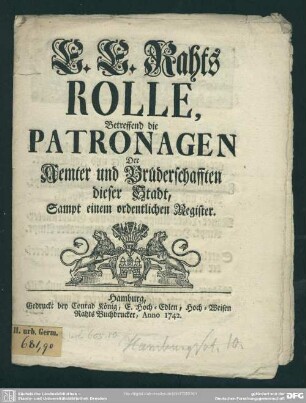 E. E. Rahts
ROLLE,
Betreffend die
PATRONAGEN
Der
Aemter und Brüderschafften
dieser Stadt,
Sampt einem ordentlichen Register.
Hamburg,
Gedruckt bey Conrad König, E. Hoch-Edlen, Hoch-Weisen
Rahts Buchdrucker, Anno 1742.
H. urb. Germ.
681,90